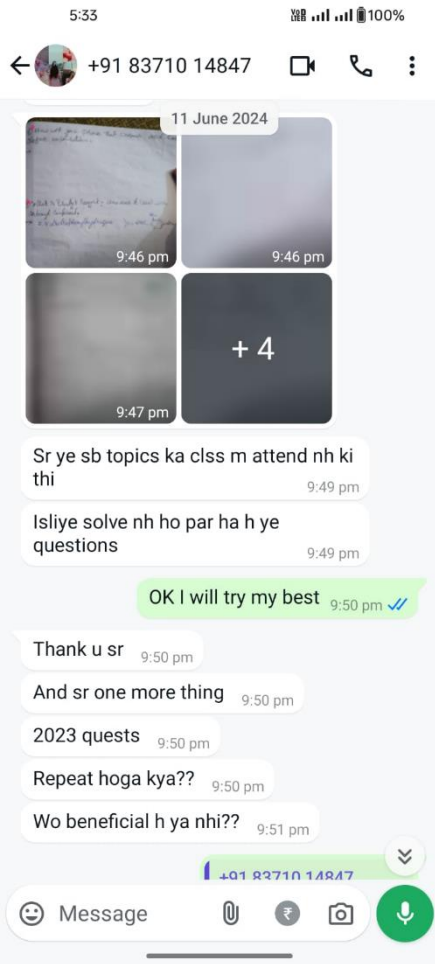 5:33
VoD LTE 100%
+91 83710 14847
11 June 2024
9:46 pm
9:46 pm
9:47 pm
+ 4
Sr ye sb topics ka clss m attend nh ki
thi
9:49 pm
Isliye solve nh ho par ha h ye
questions
9:49 pm
OK I will try my best 9:50 pm
Thank u sr 9:50 pm
And sr one more thing 9:50 pm
2023 quests 9:50 pm
Repeat hoga kya?? 9:50 pm
Wo beneficial h ya nhi?? 9:51 pm
+91 83710 14847
Message
₹